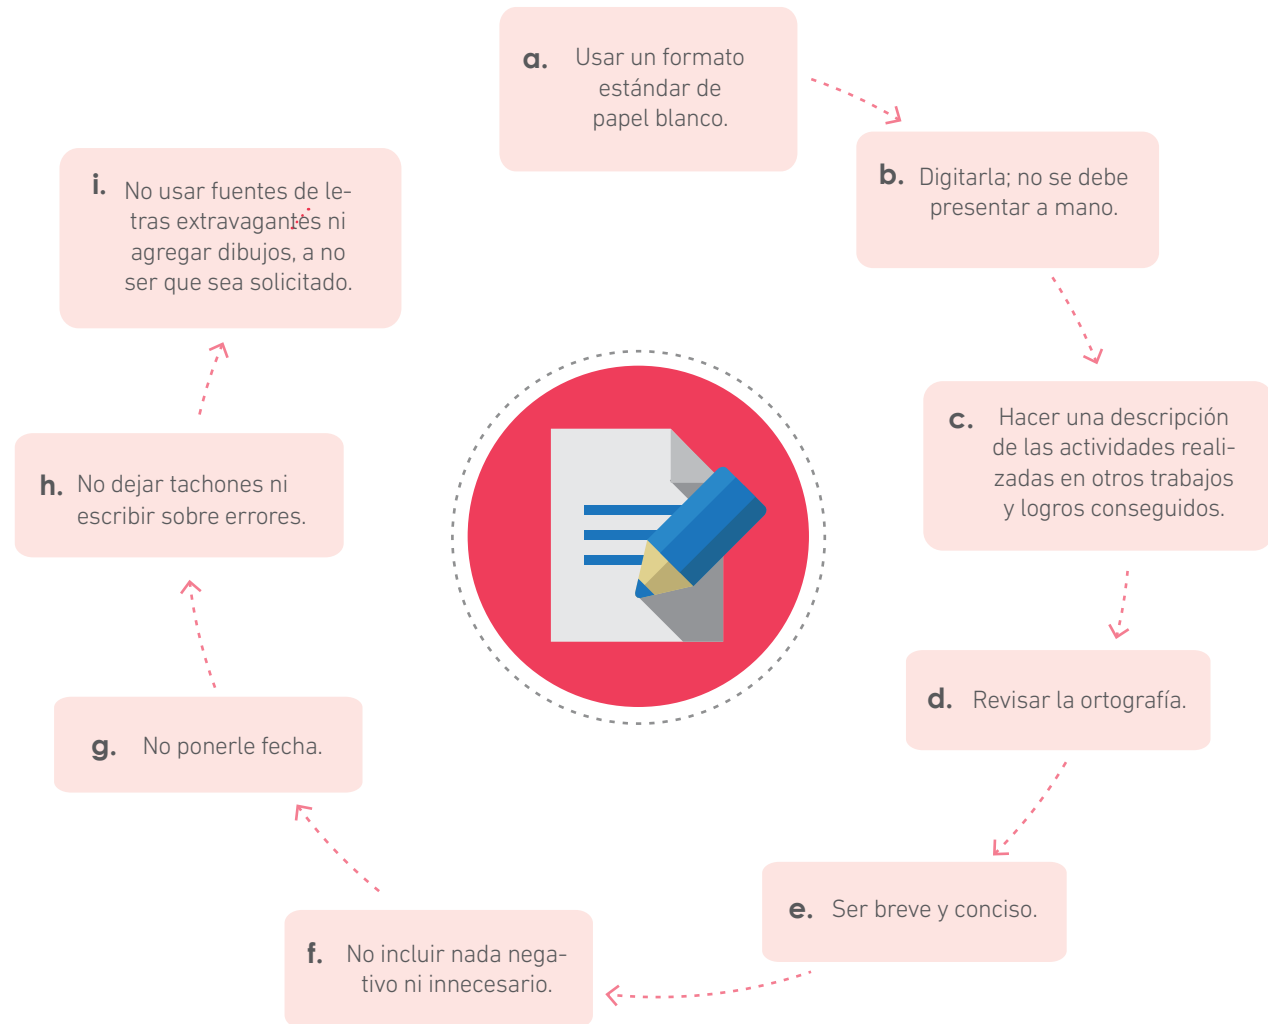 a. Usar un formato
estándar de
papel blanco.
b. Digitarla; no se debe
presentar a mano.
c. Hacer una descripción
de las actividades reali-
zadas en otros trabajos
y logros conseguidos.
d. Revisar la ortografía.
e. Ser breve y conciso.
f. No incluir nada nega-
tivo ni innecesario.
g. No ponerle fecha.
h. No dejar tachones ni
escribir sobre errores.
i. No usar fuentes de le-
tras extravagantes ni
agregar dibujos, a no
ser que sea solicitado.